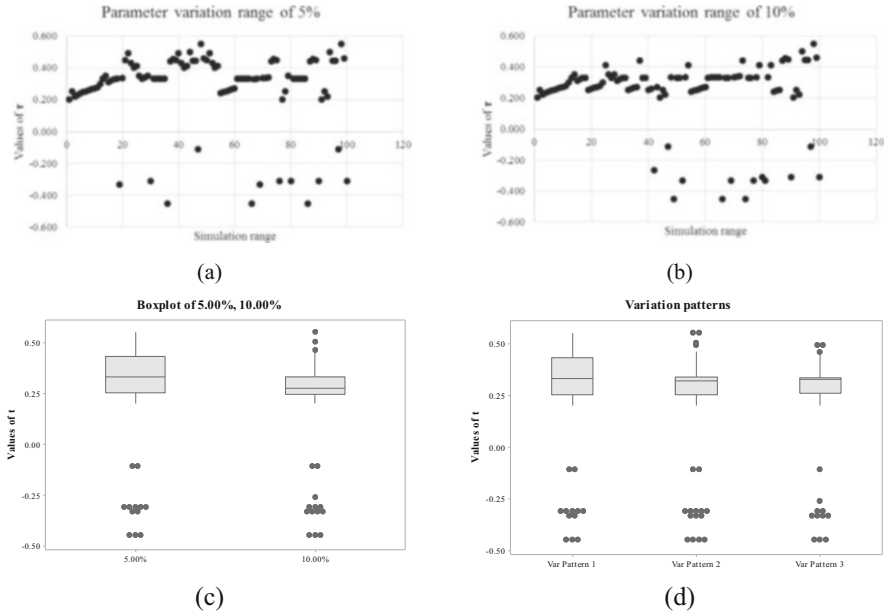 Parameter variation range of 5%
Values of τ
0.600
0.400
0.200
0.000
-0.200
-0.400
-0.600
0
20
40
60
80
100
120
Simulation range
(a)
Parameter variation range of 10%
Values of τ
0.600
0.400
0.200
0.000
-0.200
-0.400
-0.600
0
20
40
60
80
100
120
Simulation range
(b)
Boxplot of 5.00%, 10.00%
Values of t
0.50
0.25
0.00
-0.25
-0.50
5.00%
10.00%
(c)
Variation patterns
Values of t
0.50
0.25
0.00
-0.25
-0.50
Var Pattern 1
Var Pattern 2
Var Pattern 3
(d)